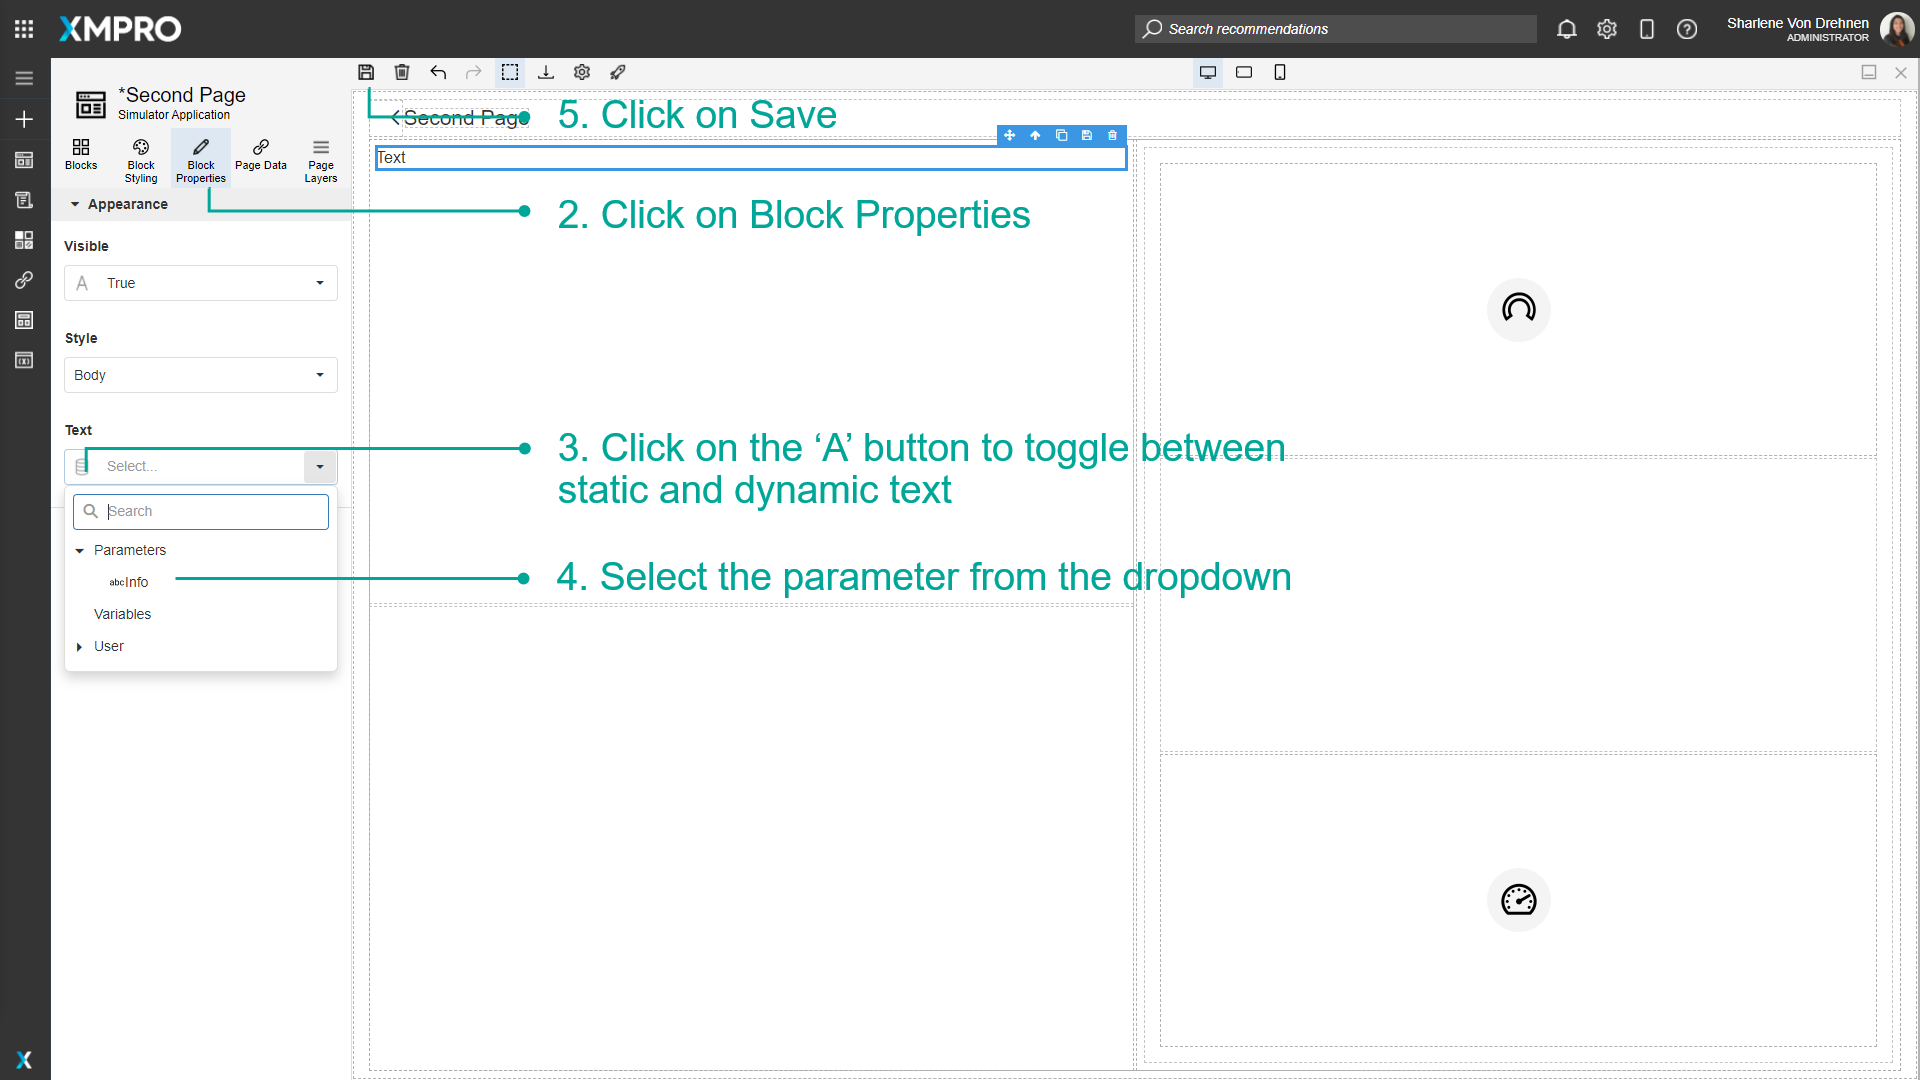 XMPRO
Search recommendations
Sharlene Von Drehnen
ADMINISTRATOR
*Second Page
Simulator Application
Blocks
Block Styling
Block Properties
Page Data
Page Layers
Appearance
Visible
A True
Style
Body
Text
Select...
Search
Parameters
abc Info
Variables
User
Second Page
Text
5. Click on Save
2. Click on Block Properties
3. Click on the ‘A’ button to toggle between
static and dynamic text
4. Select the parameter from the dropdown